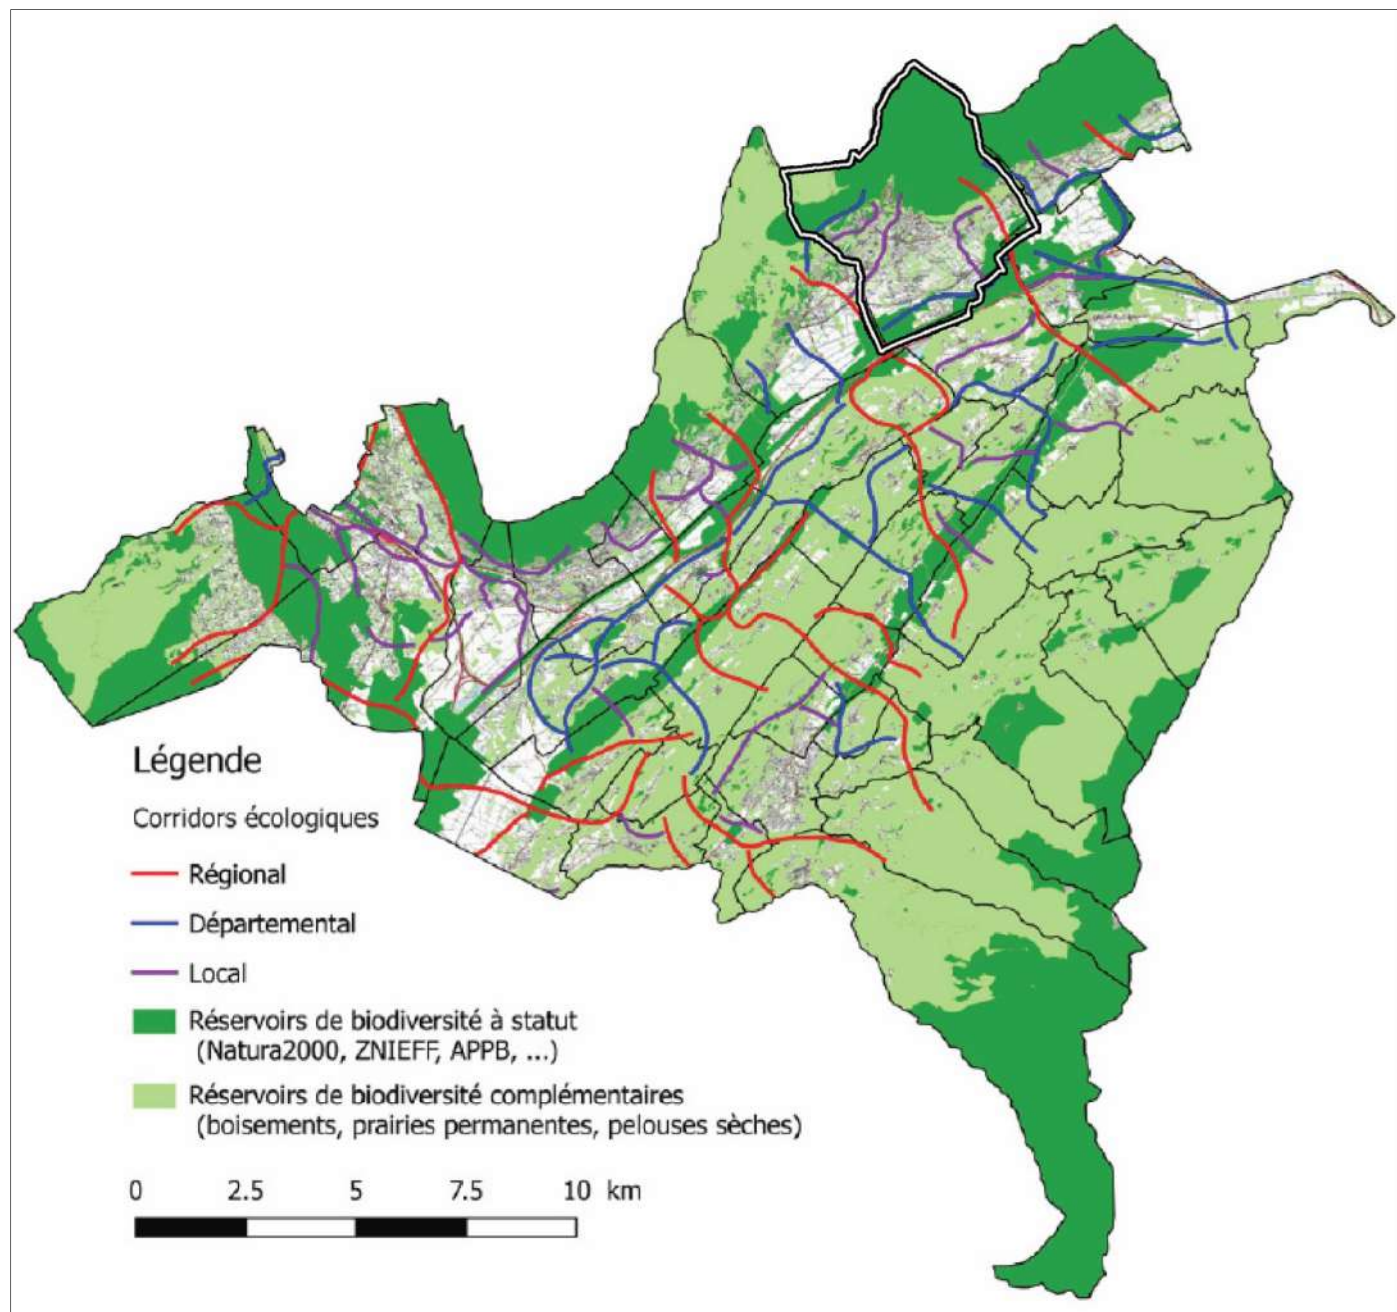 Légende
Corridors écologiques
Régional
Départemental
Local
Réservoirs de biodiversité à statut
(Natura2000, ZNIEFF, APPB, ...)
Réservoirs de biodiversité complémentaires
(boisements, prairies permanentes, pelouses sèches)
0 2.5 5 7.5 10 km